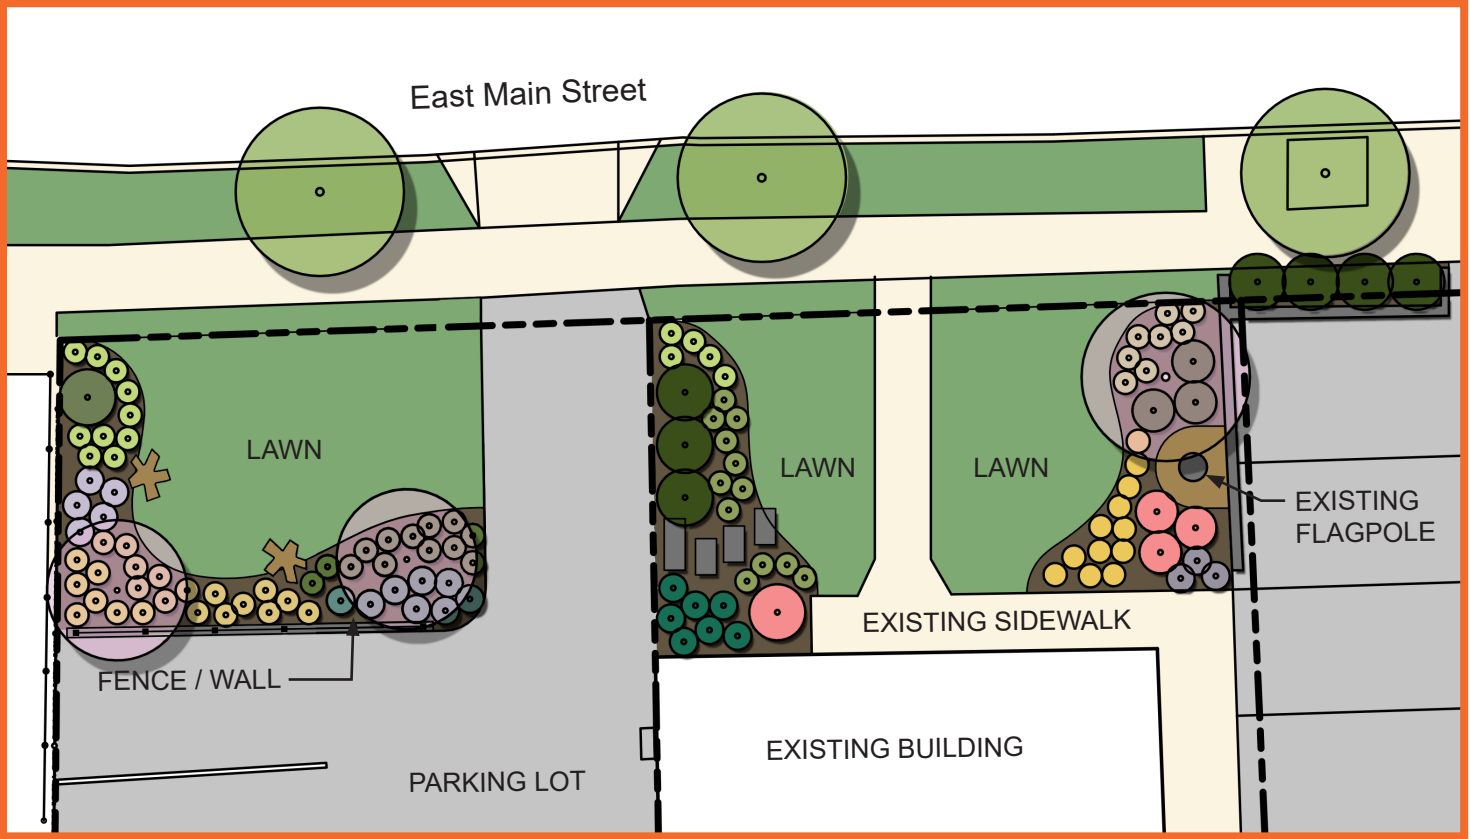 East Main Street
LAWN
LAWN
LAWN
EXISTING
FLAGPOLE
EXISTING SIDEWALK
FENCE / WALL
EXISTING BUILDING
PARKING LOT